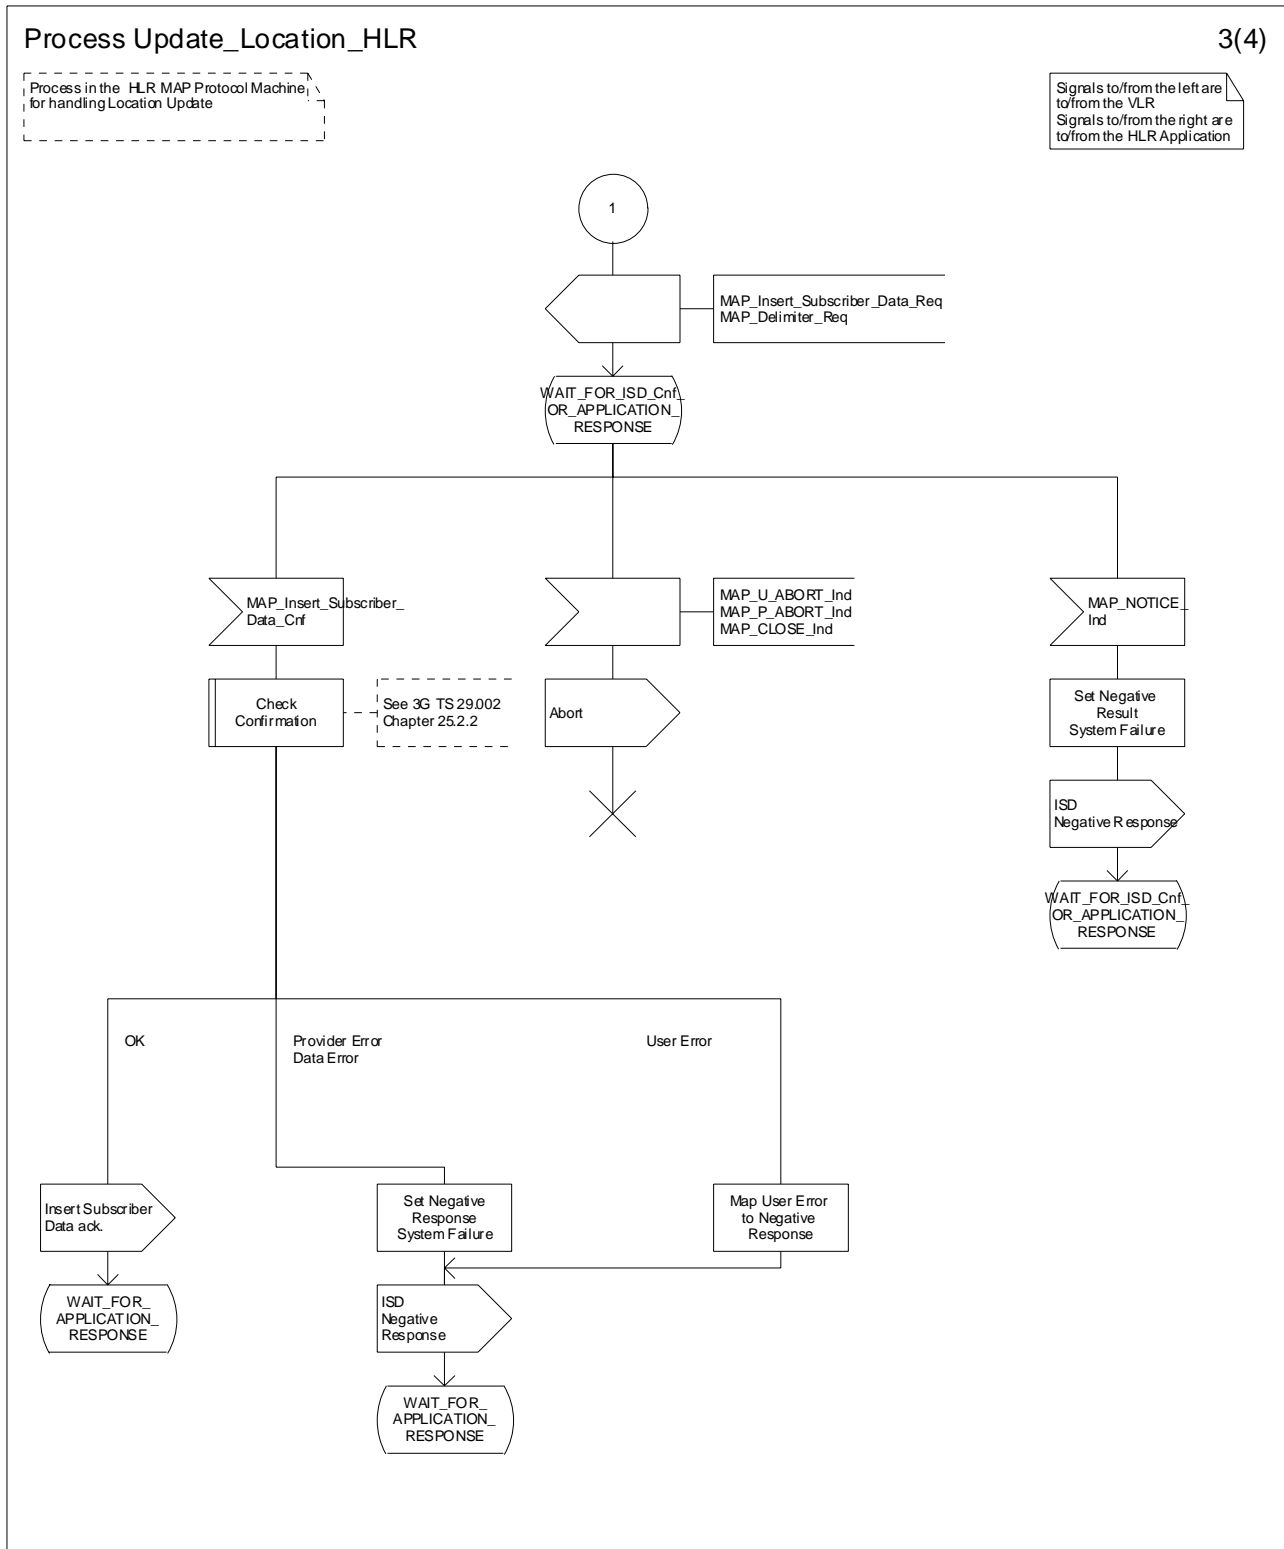 Process Update_Location_HLR
3(4)
Process in the HLR MAP Protocol Machine
for handling Location Update
Signals to/from the left are
to/from the VLR
Signals to/from the right are
to/from the HLR Application
1
MAP_Insert_Subscriber_Data_Req
MAP_Delimiter_Req
WAIT_FOR_ISD_Cnf_
OR_APPLICATION_
RESPONSE
MAP_Insert_Subscriber_
Data_Cnf
MAP_U_ABORT_Ind
MAP_P_ABORT_Ind
MAP_CLOSE_Ind
MAP_NOTICE_
Ind
Check
Confirmation
See 3G TS 29.002
Chapter 25.2.2
Abort
Set Negative
Result
System Failure
ISD
Negative Response
WAIT_FOR_ISD_Cnf_
OR_APPLICATION_
RESPONSE
OK
Provider Error
Data Error
User Error
Insert Subscriber
Data ack.
Set Negative
Response
System Failure
Map User Error
to Negative
Response
WAIT_FOR_
APPLICATION_
RESPONSE
ISD
Negative
Response
WAIT_FOR_
APPLICATION_
RESPONSE